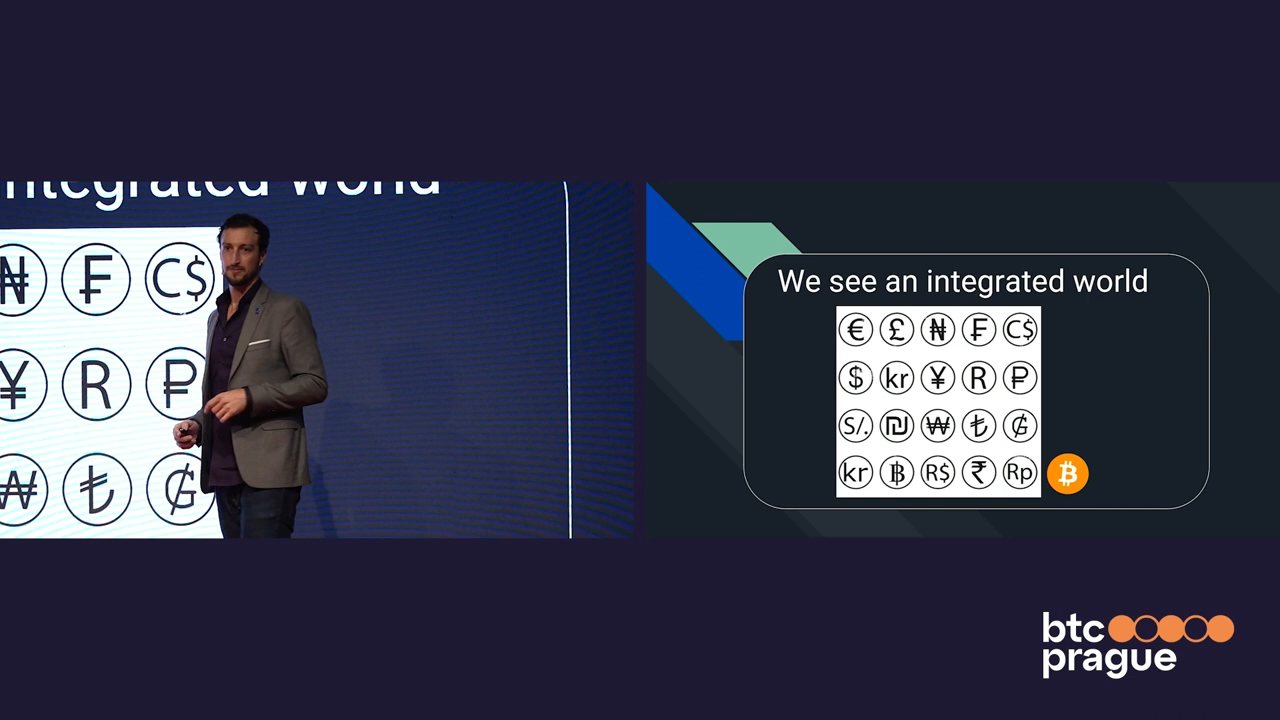 ntegrated world
₦ ₣ C$
¥ R ₽
₩ ₺ ₲
We see an integrated world
€ £ ₦ ₣ C$
$ kr ¥ R ₽
S/. ₪ ₩ ₺ ₲
kr ฿ R$ ₹ Rp ₿
btc
prague